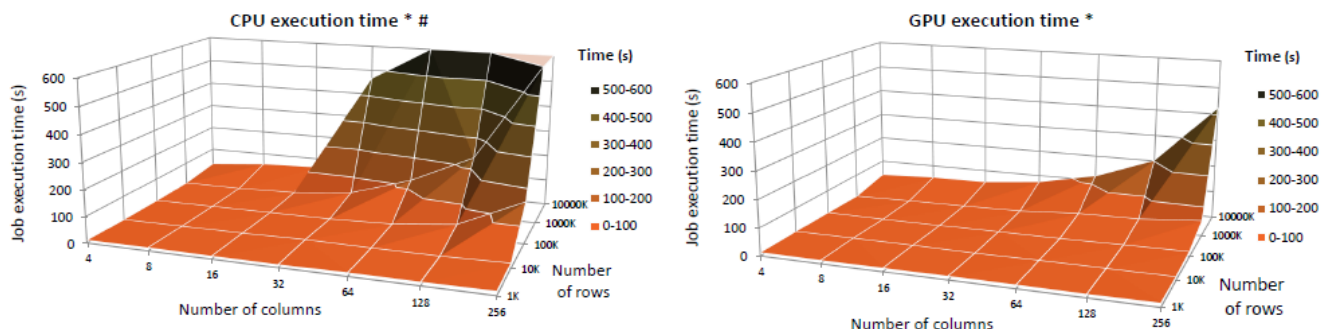 CPU execution time * #
Job execution time (s)
600
500
400
300
200
100
0
4
8
16
32
64
128
256
Number of columns
1K
10K
100K
1000K
10000K
Number
of rows
Time (s)
500-600
400-500
300-400
200-300
100-200
0-100
GPU execution time *
Job execution time (s)
600
500
400
300
200
100
0
4
8
16
32
64
128
256
Number of columns
1K
10K
100K
1000K
10000K
Number
of rows
Time (s)
500-600
400-500
300-400
200-300
100-200
0-100